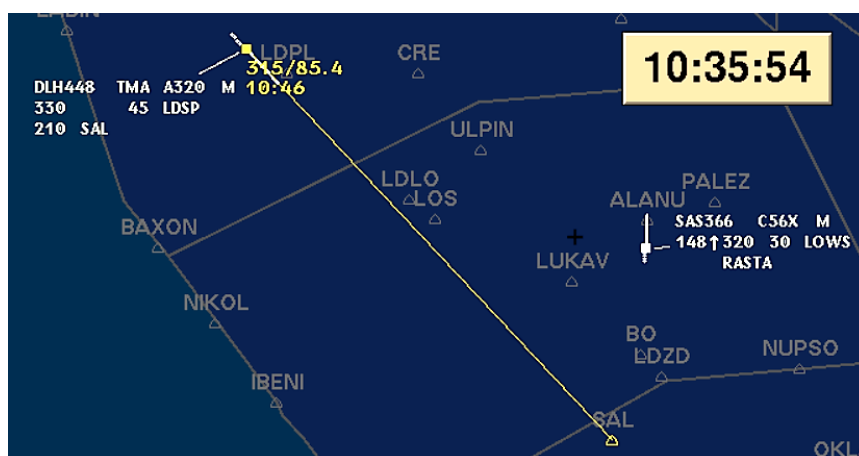 LADIN
10:35:54
LDPL
CRE
315/85.4
10:46
DLH448 TMA A320 M
330 45 LDSP
210 SAL
ULPIN
LDLO
LOS
PALEZ
ALANU
SAS366 C56X M
148↑320 30 LOWS
RASTA
BAXON
LUKAV
NIKOL
BO
LDZD
NUPSO
IBENI
SAL
OKL